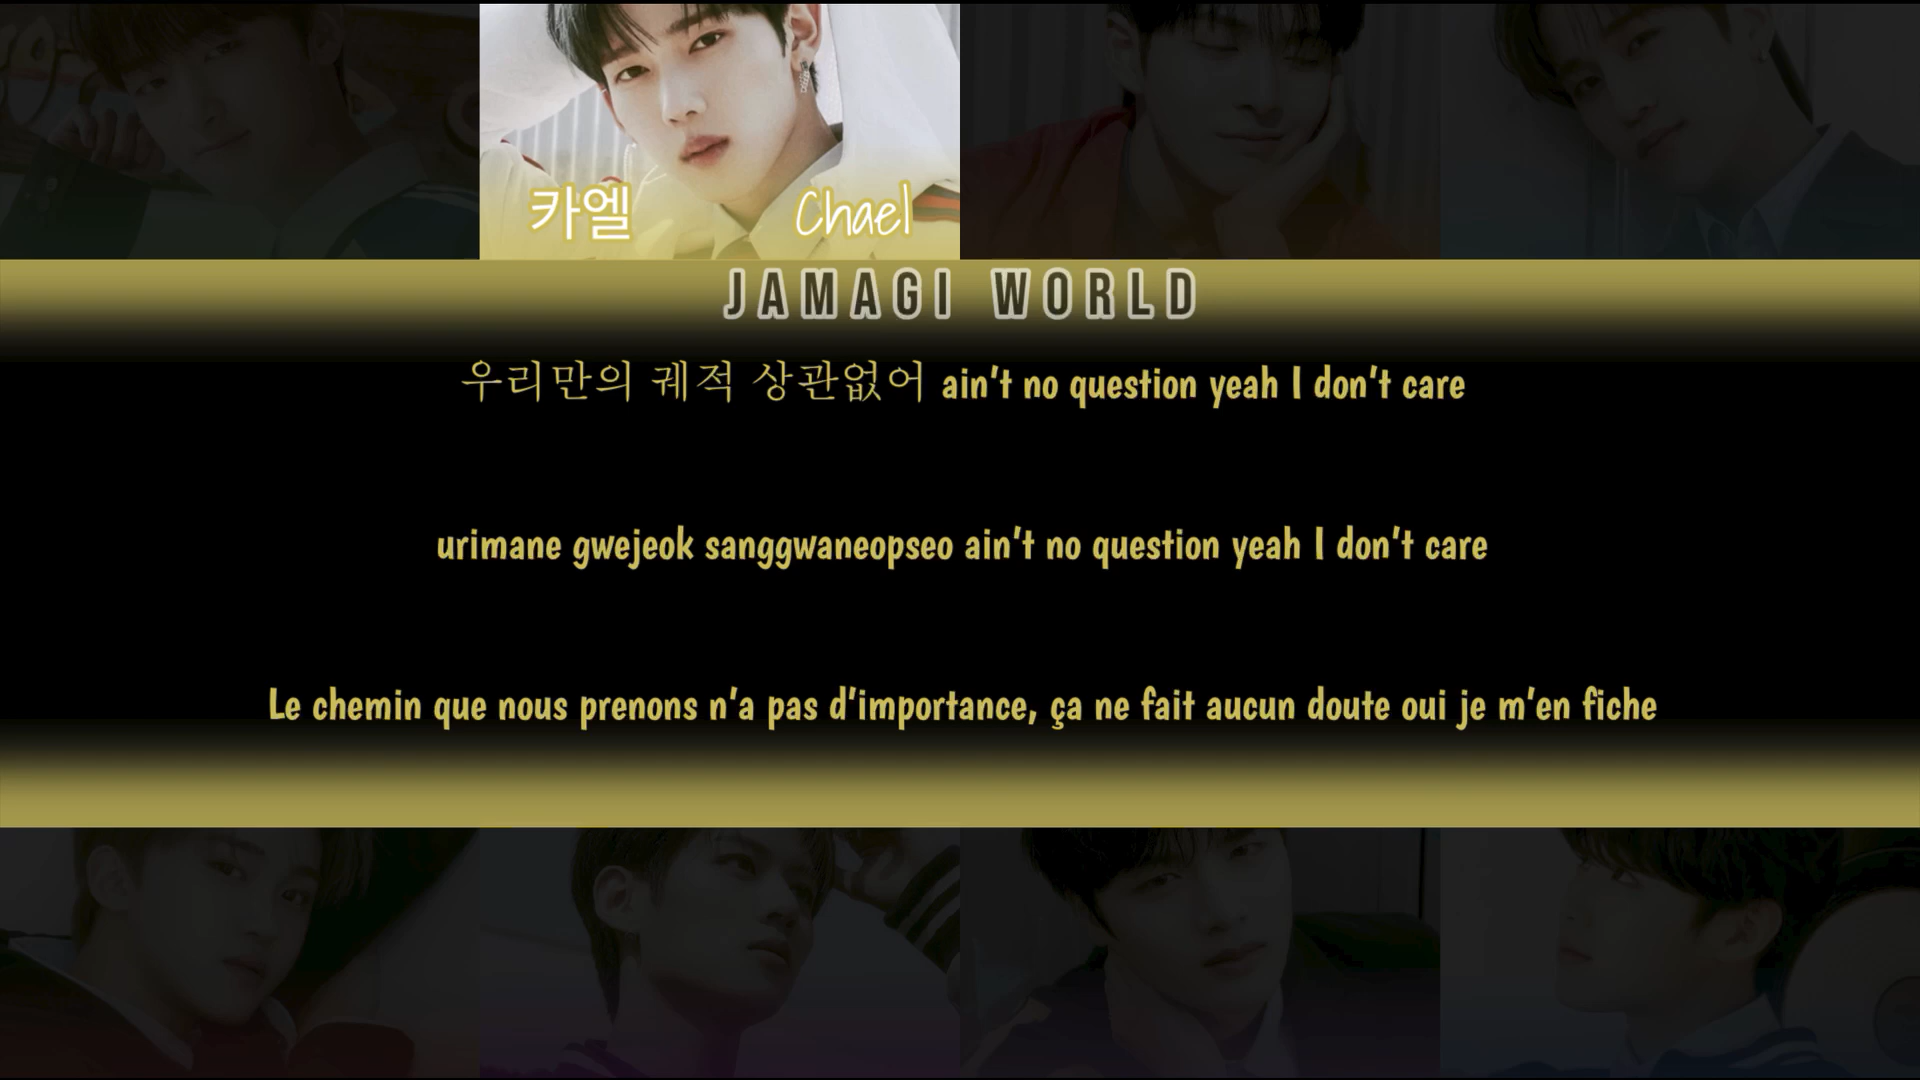 카엘 Chael
JAMAGI WORLD
우리만의 궤적 상관없어 ain't no question yeah I don't care
urimane gwejeok sanggwaneopseo ain't no question yeah I don't care
Le chemin que nous prenons n'a pas d'importance, ça ne fait aucun doute oui je m'en fiche